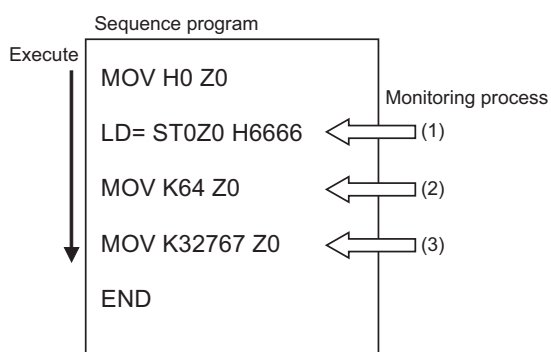 Sequence program
Execute
MOV H0 Z0
Monitoring process
LD= ST0Z0 H6666
(1)
MOV K64 Z0
(2)
MOV K32767 Z0
(3)
END